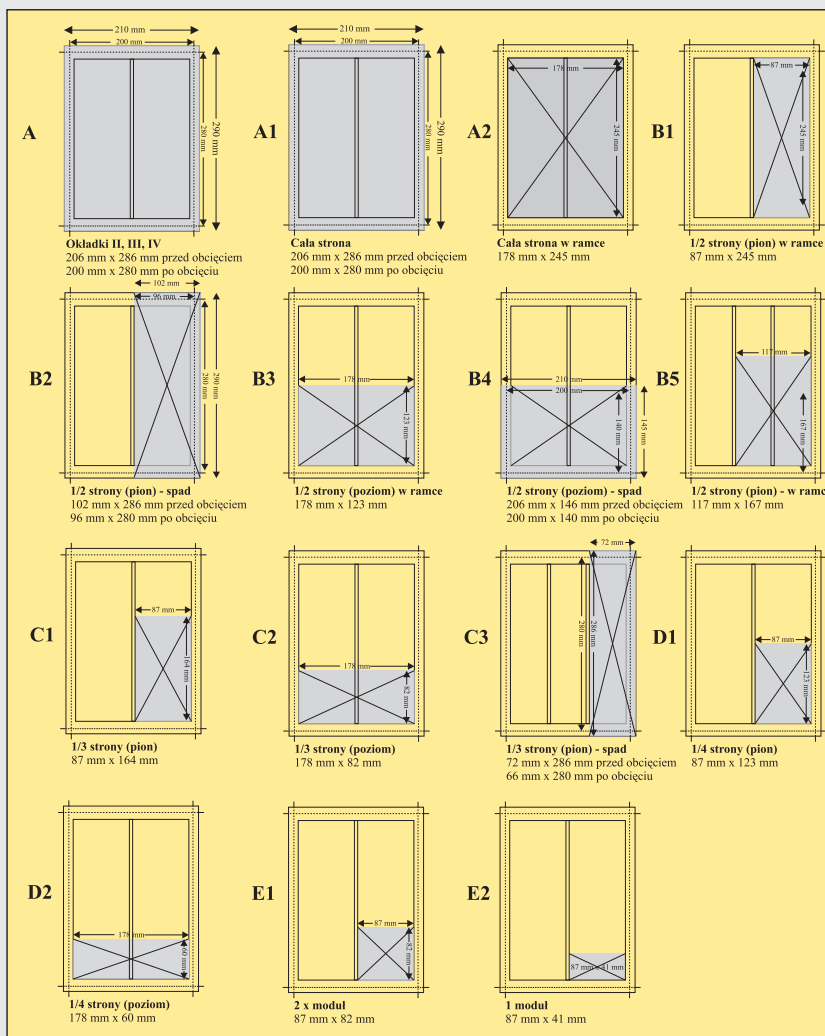 210 mm
200 mm
280 mm
290 mm
A
Okładki II, III, IV
206 mm x 286 mm przed obcięciem
200 mm x 280 mm po obcięciu
210 mm
200 mm
280 mm
290 mm
A1
Cała strona
206 mm x 286 mm przed obcięciem
200 mm x 280 mm po obcięciu
178 mm
245 mm
A2
Cała strona w ramce
178 mm x 245 mm
87 mm
245 mm
B1
1/2 strony (pion) w ramce
87 mm x 245 mm
102 mm
96 mm
280 mm
290 mm
B2
1/2 strony (pion) - spad
102 mm x 286 mm przed obcięciem
96 mm x 280 mm po obcięciu
178 mm
123 mm
B3
1/2 strony (poziom) w ramce
178 mm x 123 mm
210 mm
200 mm
140 mm
145 mm
B4
1/2 strony (poziom) - spad
206 mm x 146 mm przed obcięciem
200 mm x 140 mm po obcięciu
117 mm
167 mm
B5
1/2 strony (pion) - w ramce
117 mm x 167 mm
87 mm
164 mm
C1
1/3 strony (pion)
87 mm x 164 mm
178 mm
82 mm
C2
1/3 strony (poziom)
178 mm x 82 mm
72 mm
280 mm
286 mm
C3
1/3 strony (pion) - spad
72 mm x 286 mm przed obcięciem
66 mm x 280 mm po obcięciu
87 mm
123 mm
D1
1/4 strony (pion)
87 mm x 123 mm
178 mm
60 mm
D2
1/4 strony (poziom)
178 mm x 60 mm
87 mm
82 mm
E1
2 x moduł
87 mm x 82 mm
87 mm x 41 mm
E2
1 moduł
87 mm x 41 mm